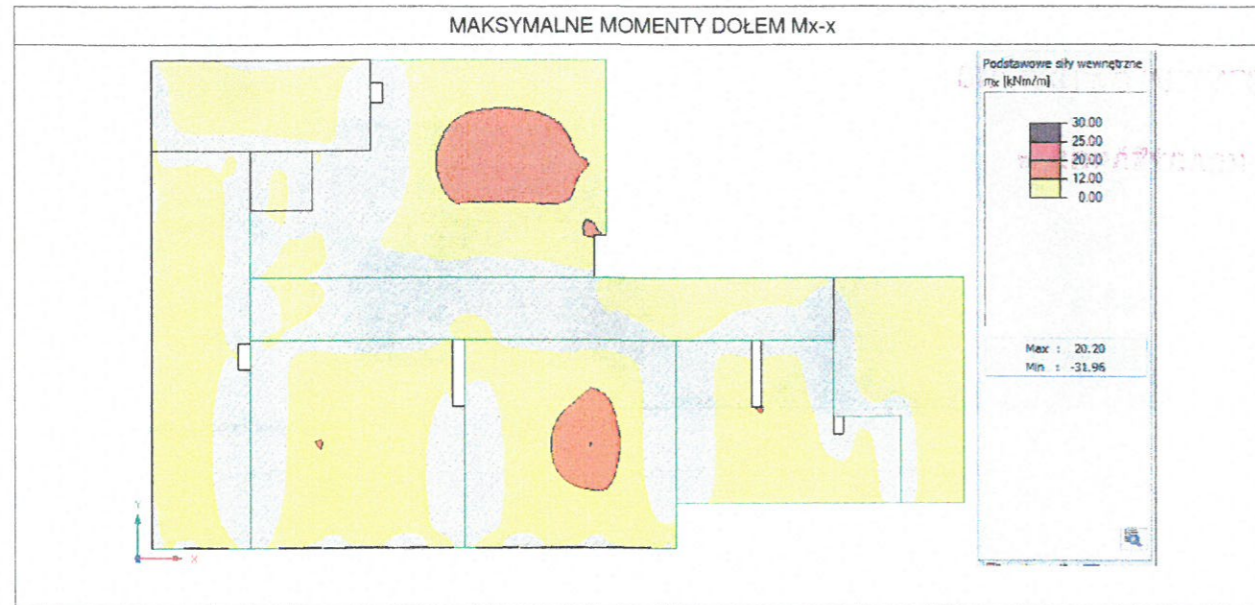 MAKSYMALNE MOMENTY DOŁEM Mx-x
Podstawowe siły wewnętrzne
mx [kNm/m]
30.00
25.00
20.00
12.00
0.00
Max : 20.20
Min : -31.96
Y
X